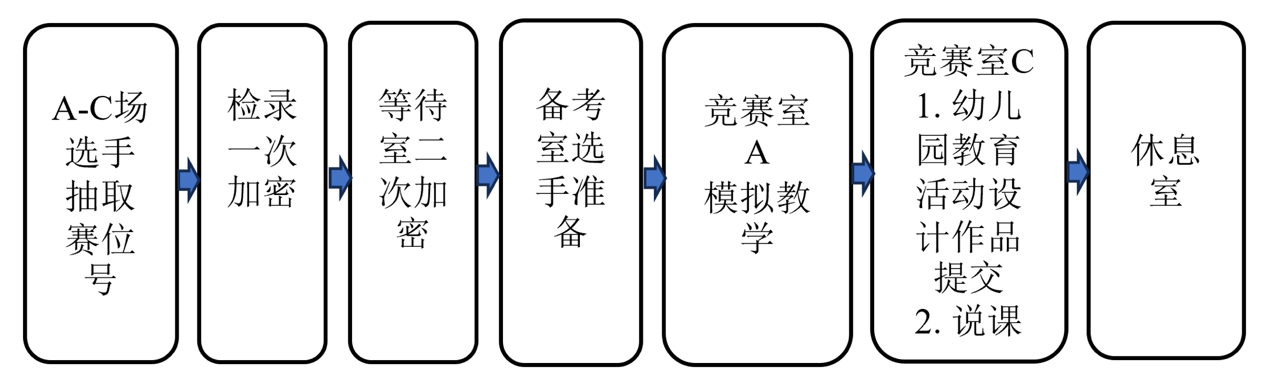 A-C场
选手
抽取
赛位
号
检录
一次
加密
等待
室二
次加
密
备考
室选
手准
备
竞赛室
A
模拟教
学
竞赛室C
1. 幼儿
园教育
活动设
计作品
提交
2. 说课
休息
室